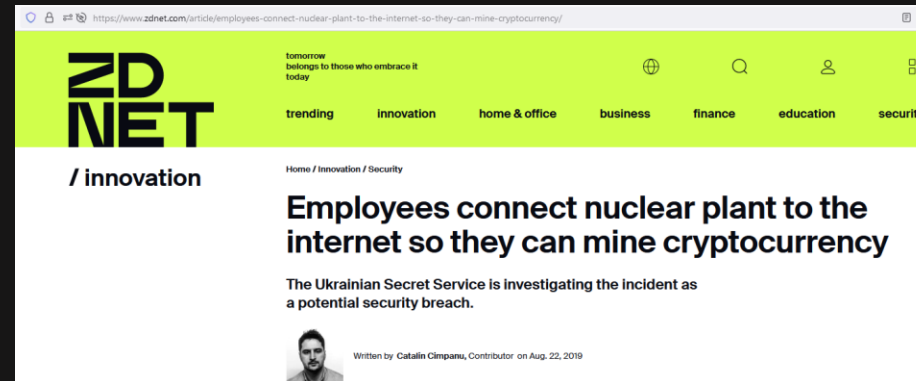 https://www.zdnet.com/article/employees-connect-nuclear-plant-to-the-internet-so-they-can-mine-cryptocurrency/
ZD
NET
tomorrow
belongs to those who embrace it
today
trending innovation home & office business finance education securit
/ innovation
Home / Innovation / Security
Employees connect nuclear plant to the
internet so they can mine cryptocurrency
The Ukrainian Secret Service is investigating the incident as
a potential security breach.
Written by Catalin Cimpanu, Contributor on Aug. 22, 2019